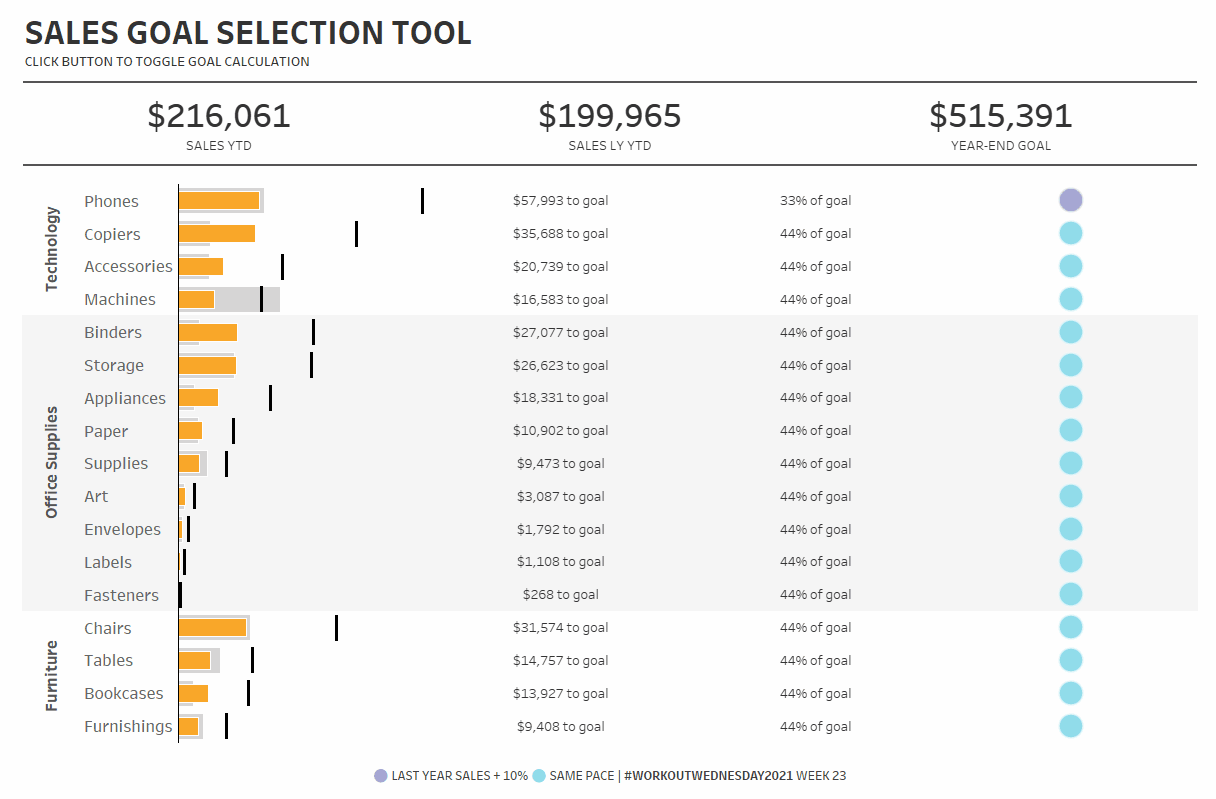 SALES GOAL SELECTION TOOL
CLICK BUTTON TO TOGGLE GOAL CALCULATION
$216,061 $199,965 $515,391
SALES YTD SALES LY YTD YEAR-END GOAL
Technology
Phones $57,993 to goal 33% of goal
Copiers $35,688 to goal 44% of goal
Accessories $20,739 to goal 44% of goal
Machines $16,583 to goal 44% of goal
Office Supplies
Binders $27,077 to goal 44% of goal
Storage $26,623 to goal 44% of goal
Appliances $18,331 to goal 44% of goal
Paper $10,902 to goal 44% of goal
Supplies $9,473 to goal 44% of goal
Art $3,087 to goal 44% of goal
Envelopes $1,792 to goal 44% of goal
Labels $1,108 to goal 44% of goal
Fasteners $268 to goal 44% of goal
Furniture
Chairs $31,574 to goal 44% of goal
Tables $14,757 to goal 44% of goal
Bookcases $13,927 to goal 44% of goal
Furnishings $9,408 to goal 44% of goal
LAST YEAR SALES + 10% SAME PACE | #WORKOUTWEDNESDAY2021 WEEK 23